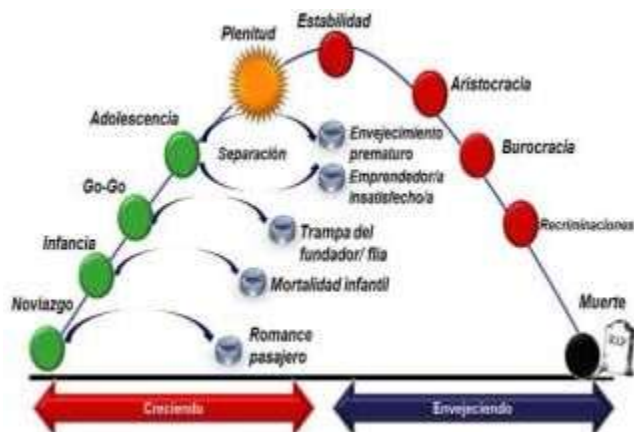 Estabilidad
Plenitud
Aristocracia
Adolescencia
Separación
Envejecimiento
prematuro
Burocracia
Emprendedor/a
insatisfecho/a
Go-Go
Trampa del
fundador/ flia
Recriminaciones
Infancia
Mortalidad infantil
Noviazgo
Romance
pasajero
Muerte
RIP
Creciendo
Envejeciendo